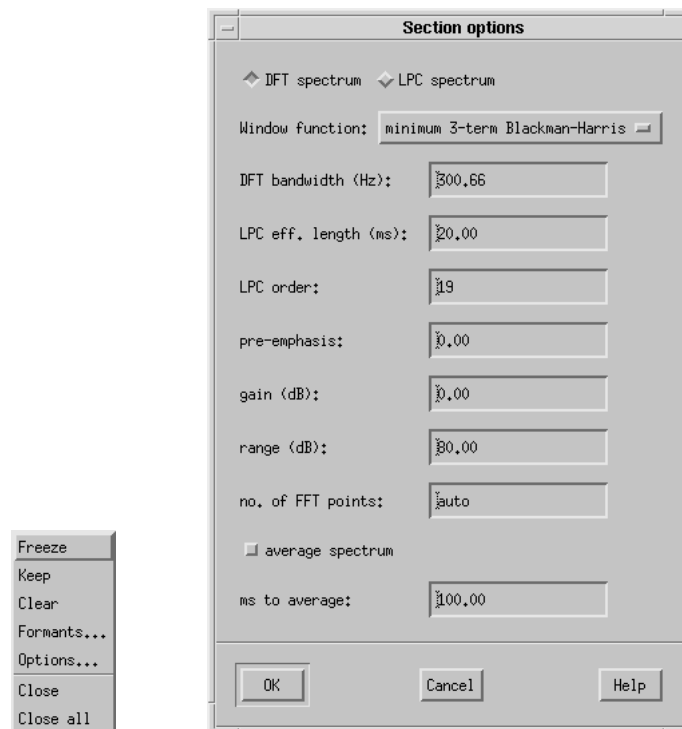 Section options
DFT spectrum LPC spectrum
Window function: minimum 3-term Blackman-Harris
DFT bandwidth (Hz): 300.66
LPC eff. length (ms): 20.00
LPC order: 19
pre-emphasis: 0.00
gain (dB): 0.00
range (dB): 80.00
no. of FFT points: auto
average spectrum
ms to average: 100.00
OK Cancel Help
Freeze
Keep
Clear
Formants...
Options...
Close
Close all